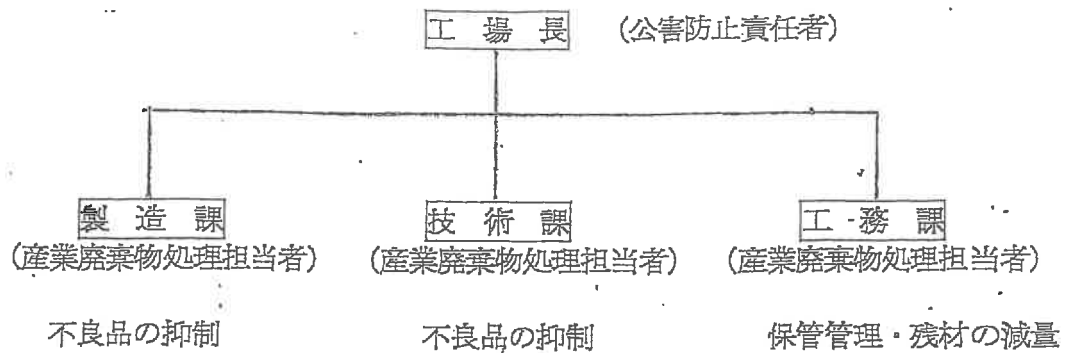 工場長 (公害防止責任者)
製造課 技術課 工務課
(産業廃棄物処理担当者) (産業廃棄物処理担当者) (産業廃棄物処理担当者)
不良品の抑制 不良品の抑制 保管管理・残材の減量